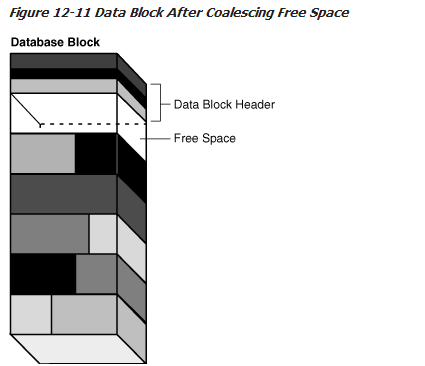 Figure 12-11 Data Block After Coalescing Free Space
Database Block
Data Block Header
Free Space